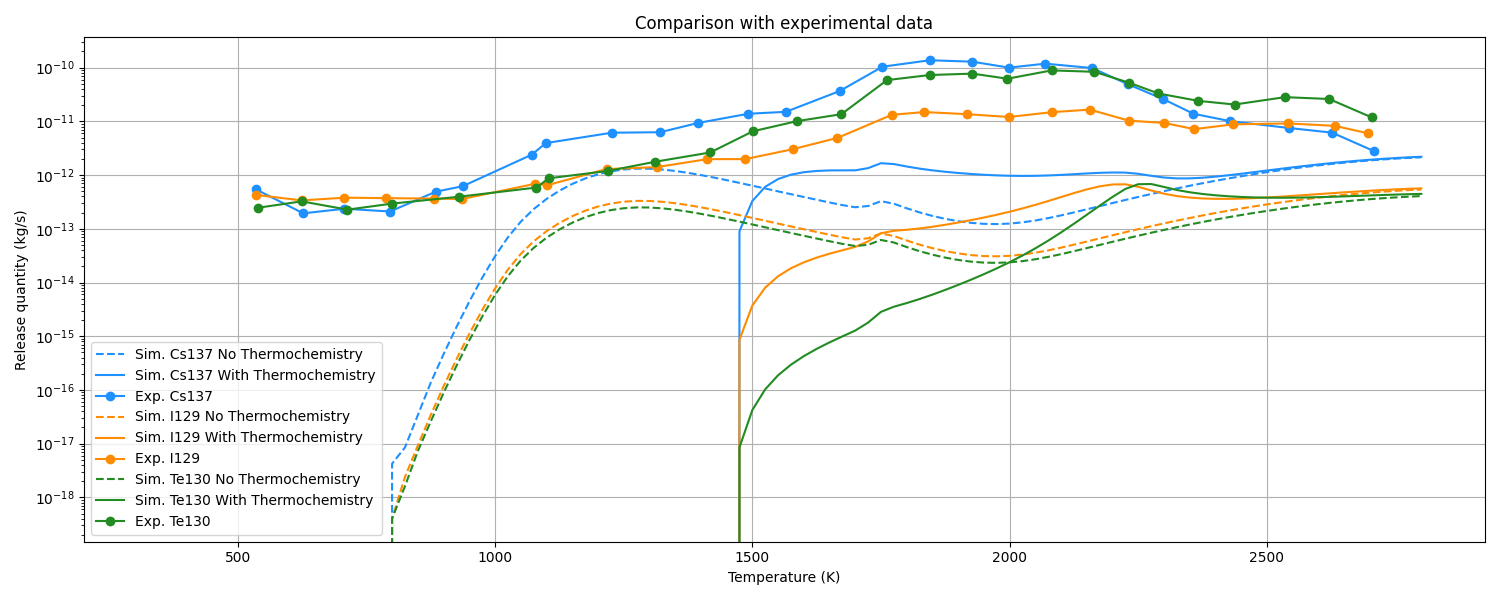 Comparison with experimental data
Release quantity (kg/s)
10⁻¹⁰
10⁻¹¹
10⁻¹²
10⁻¹³
10⁻¹⁴
10⁻¹⁵
10⁻¹⁶
10⁻¹⁷
10⁻¹⁸
Sim. Cs137 No Thermochemistry
Sim. Cs137 With Thermochemistry
Exp. Cs137
Sim. I129 No Thermochemistry
Sim. I129 With Thermochemistry
Exp. I129
Sim. Te130 No Thermochemistry
Sim. Te130 With Thermochemistry
Exp. Te130
500 1000 1500 2000 2500
Temperature (K)